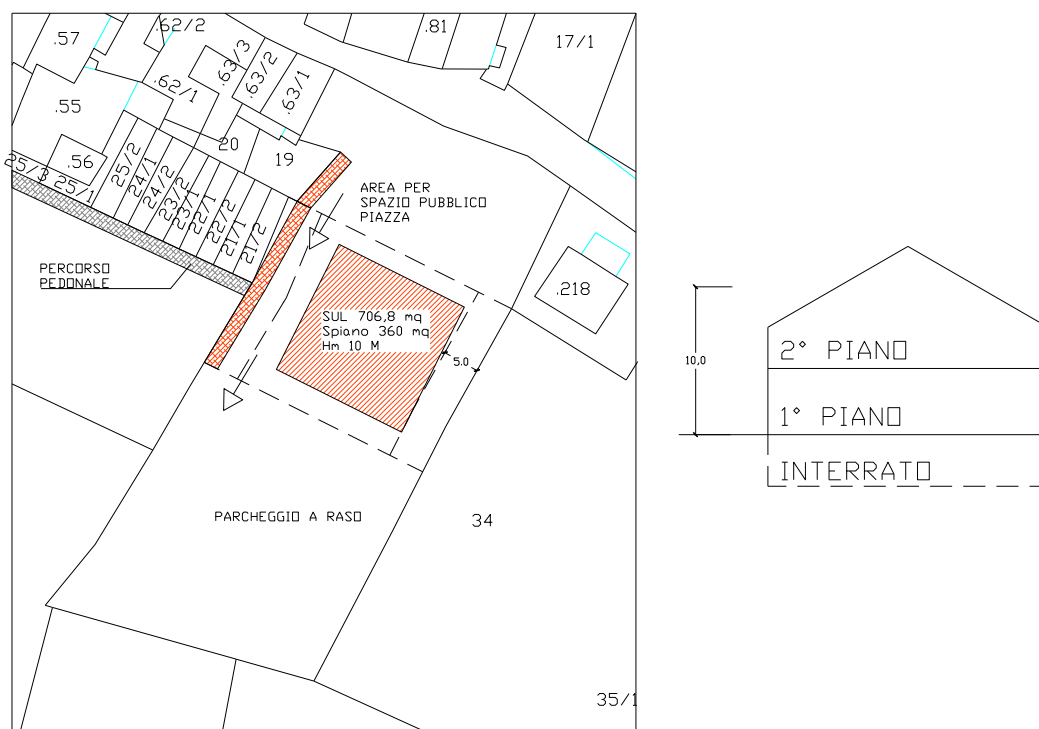 .57
.62/2
.81
17/1
.63/3
.63/2
.63/1
.62/1
.55
20
19
.56
25/3
25/1
25/2
24/1
24/2
23/2
23/1
22/1
22/2
21/1
21/2
AREA PER
SPAZIO PUBBLICO
PIAZZA
PERCORSO
PEDONALE
.218
SUL 706,8 mq
Spiano 360 mq
Hm 10 M
5.0
PARCHEGGIO A RASO
34
35/1
10,0
2° PIANO
1° PIANO
INTERRATO